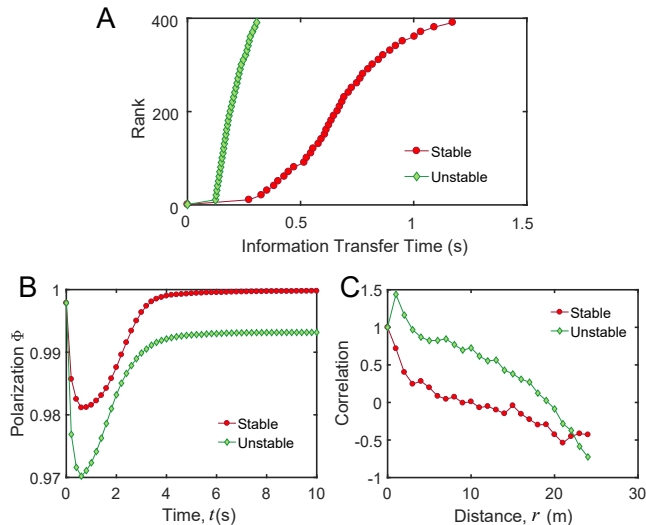 A
400
200
0
Rank
Stable
Unstable
0
0.5
1
1.5
Information Transfer Time (s)
B
1
0.99
0.98
0.97
Polarization Φ
Stable
Unstable
0
2
4
6
8
10
Time, t(s)
C
1.5
1
0.5
0
-0.5
-1
Correlation
Stable
Unstable
0
10
20
30
Distance, r (m)